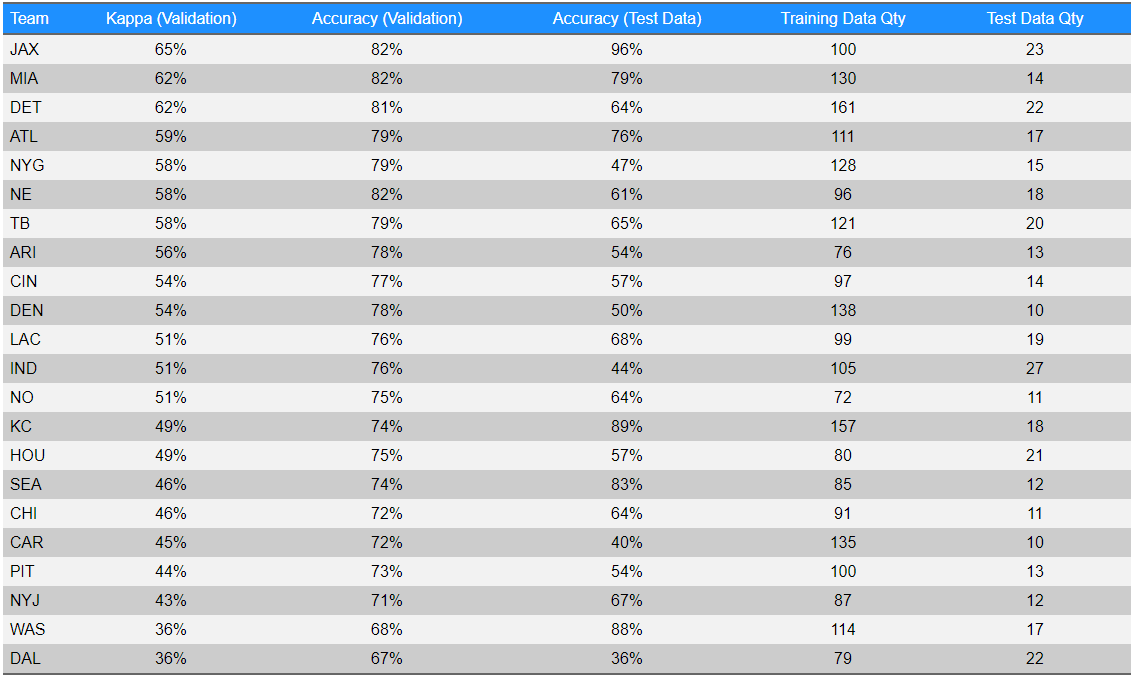 Team Kappa (Validation) Accuracy (Validation) Accuracy (Test Data) Training Data Qty Test Data Qty
JAX 65% 82% 96% 100 23
MIA 62% 82% 79% 130 14
DET 62% 81% 64% 161 22
ATL 59% 79% 76% 111 17
NYG 58% 79% 47% 128 15
NE 58% 82% 61% 96 18
TB 58% 79% 65% 121 20
ARI 56% 78% 54% 76 13
CIN 54% 77% 57% 97 14
DEN 54% 78% 50% 138 10
LAC 51% 76% 68% 99 19
IND 51% 76% 44% 105 27
NO 51% 75% 64% 72 11
KC 49% 74% 89% 157 18
HOU 49% 75% 57% 80 21
SEA 46% 74% 83% 85 12
CHI 46% 72% 64% 91 11
CAR 45% 72% 40% 135 10
PIT 44% 73% 54% 100 13
NYJ 43% 71% 67% 87 12
WAS 36% 68% 88% 114 17
DAL 36% 67% 36% 79 22